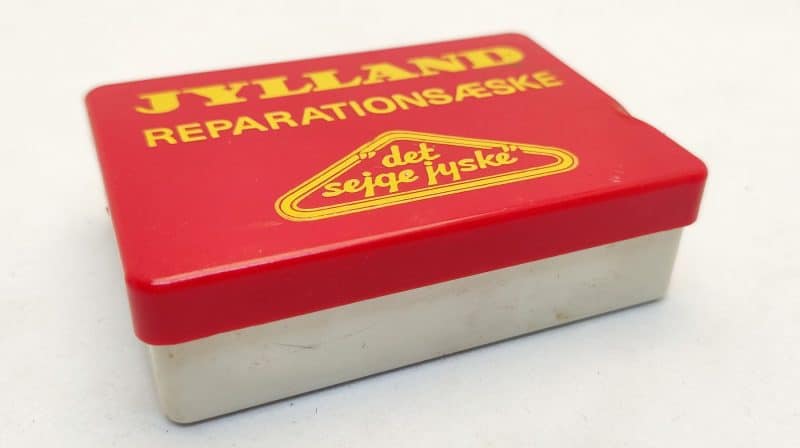 JYLLAND
REPARATIONSÆSKE
"det
sejge jyske"